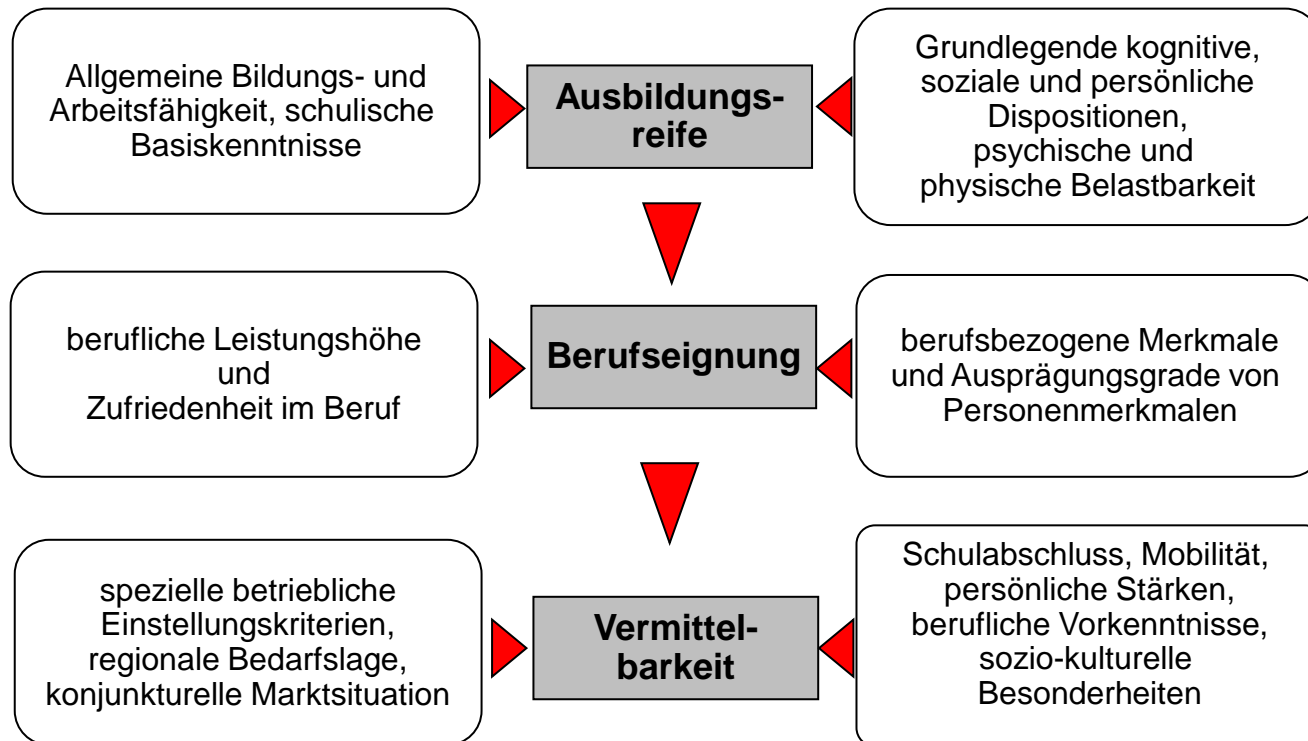 Allgemeine Bildungs- und
Arbeitsfähigkeit, schulische
Basiskenntnisse
Ausbildungs-
reife
Grundlegende kognitive,
soziale und persönliche
Dispositionen,
psychische und
physische Belastbarkeit
berufliche Leistungshöhe
und
Zufriedenheit im Beruf
Berufseignung
berufsbezogene Merkmale
und Ausprägungsgrade von
Personenmerkmalen
spezielle betriebliche
Einstellungskriterien,
regionale Bedarfslage,
konjunkturelle Marktsituation
Vermittel-
barkeit
Schulabschluss, Mobilität,
persönliche Stärken,
berufliche Vorkenntnisse,
sozio-kulturelle
Besonderheiten